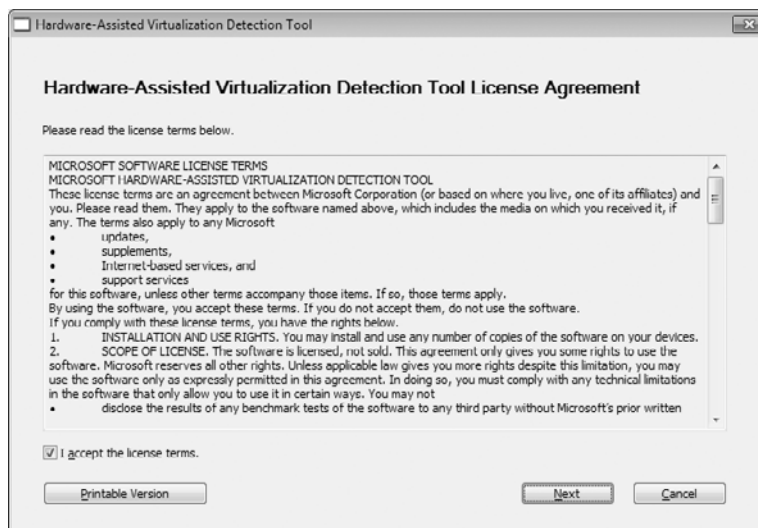 Hardware-Assisted Virtualization Detection Tool
Hardware-Assisted Virtualization Detection Tool License Agreement
Please read the license terms below.
MICROSOFT SOFTWARE LICENSE TERMS
MICROSOFT HARDWARE-ASSISTED VIRTUALIZATION DETECTION TOOL
These license terms are an agreement between Microsoft Corporation (or based on where you live, one of its affiliates) and
you. Please read them. They apply to the software named above, which includes the media on which you received it, if
any. The terms also apply to any Microsoft
• updates,
• supplements,
• Internet-based services, and
• support services
for this software, unless other terms accompany those items. If so, those terms apply.
By using the software, you accept these terms. If you do not accept them, do not use the software.
If you comply with these license terms, you have the rights below.
1. INSTALLATION AND USE RIGHTS. You may install and use any number of copies of the software on your devices.
2. SCOPE OF LICENSE. The software is licensed, not sold. This agreement only gives you some rights to use the
software. Microsoft reserves all other rights. Unless applicable law gives you more rights despite this limitation, you may
use the software only as expressly permitted in this agreement. In doing so, you must comply with any technical limitations
in the software that only allow you to use it in certain ways. You may not
• disclose the results of any benchmark tests of the software to any third party without Microsoft's prior written
I accept the license terms.
Printable Version
Next
Cancel